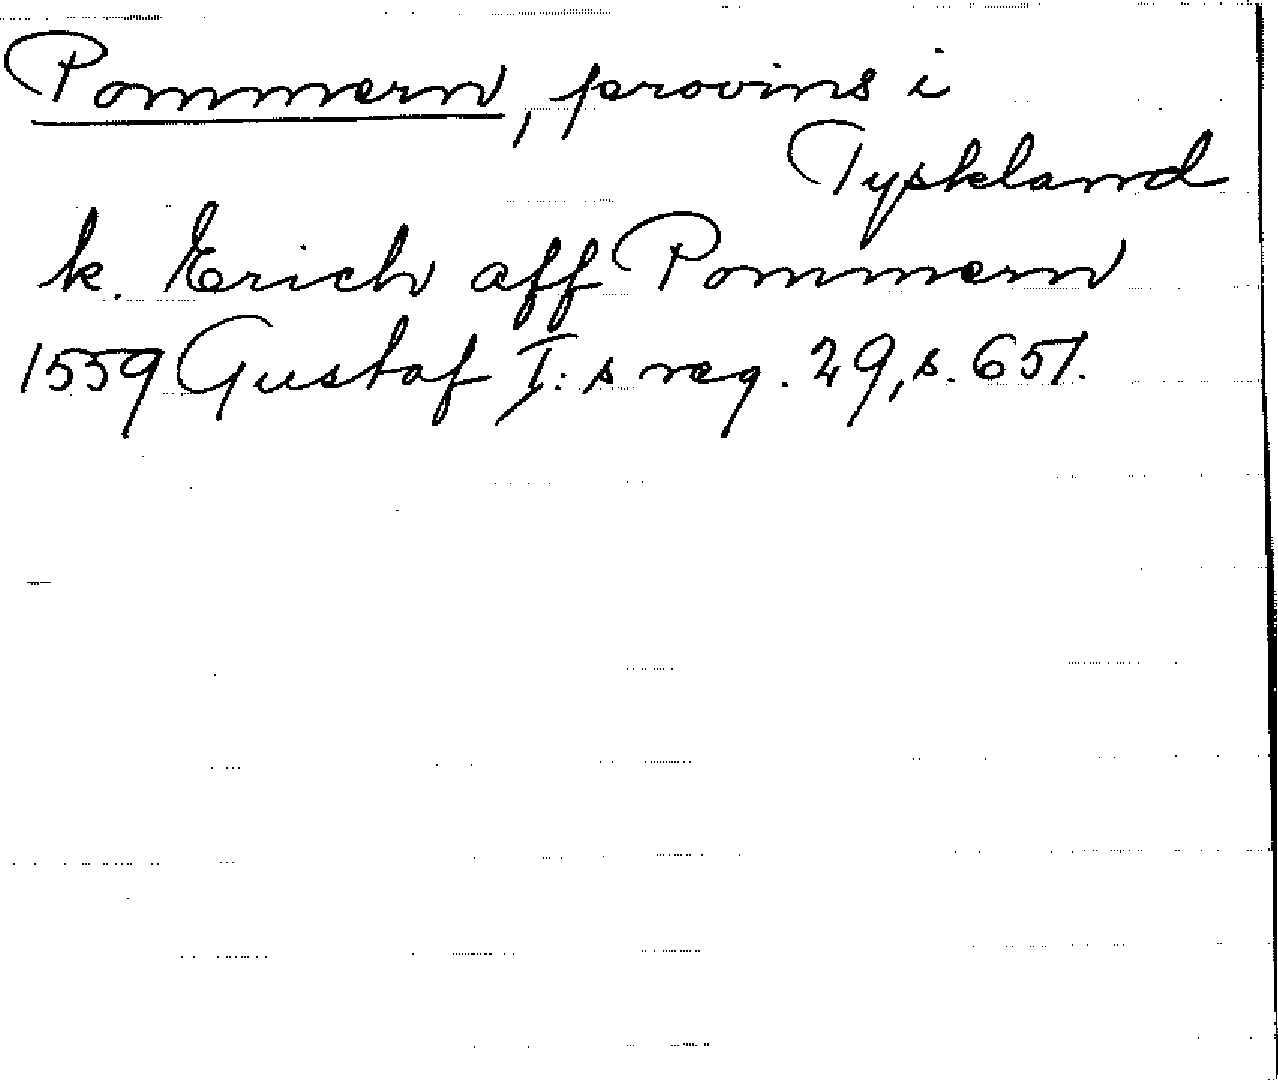 Pommern, provins i
Tyskland
k. Erich aff Pommern
1559 Gustaf I:s reg. 29, s. 651.